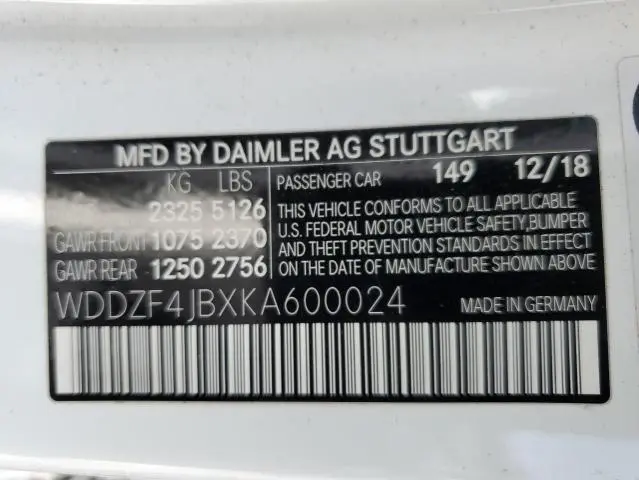 MFD BY DAIMLER AG STUTTGART
KG LBS
PASSENGER CAR 149 12/18
2325 5126
GAWR FRONT 1075 2370
GAWR REAR 1250 2756
THIS VEHICLE CONFORMS TO ALL APPLICABLE
U.S. FEDERAL MOTOR VEHICLE SAFETY, BUMPER
AND THEFT PREVENTION STANDARDS IN EFFECT
ON THE DATE OF MANUFACTURE SHOWN ABOVE.
WDDZF4JBXKA600024
MADE IN GERMANY